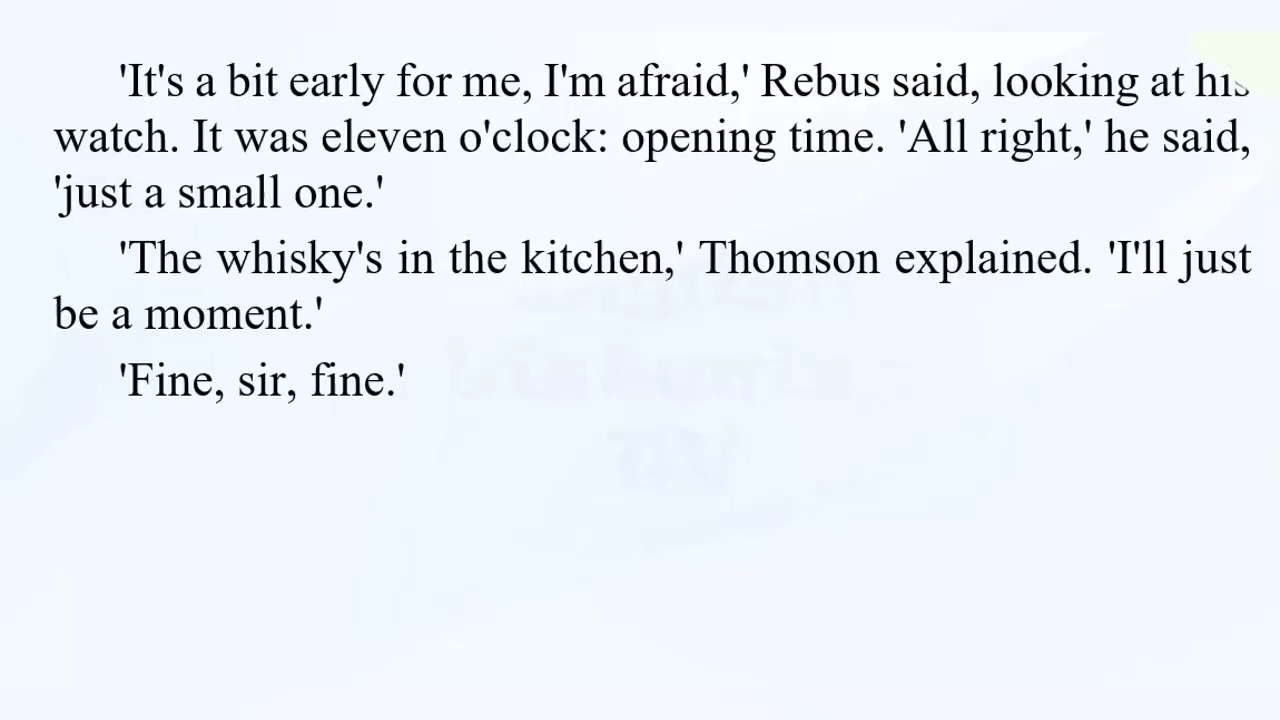 'It's a bit early for me, I'm afraid,' Rebus said, looking at his
watch. It was eleven o'clock: opening time. 'All right,' he said,
'just a small one.'
'The whisky's in the kitchen,' Thomson explained. 'I'll just
be a moment.'
'Fine, sir, fine.'